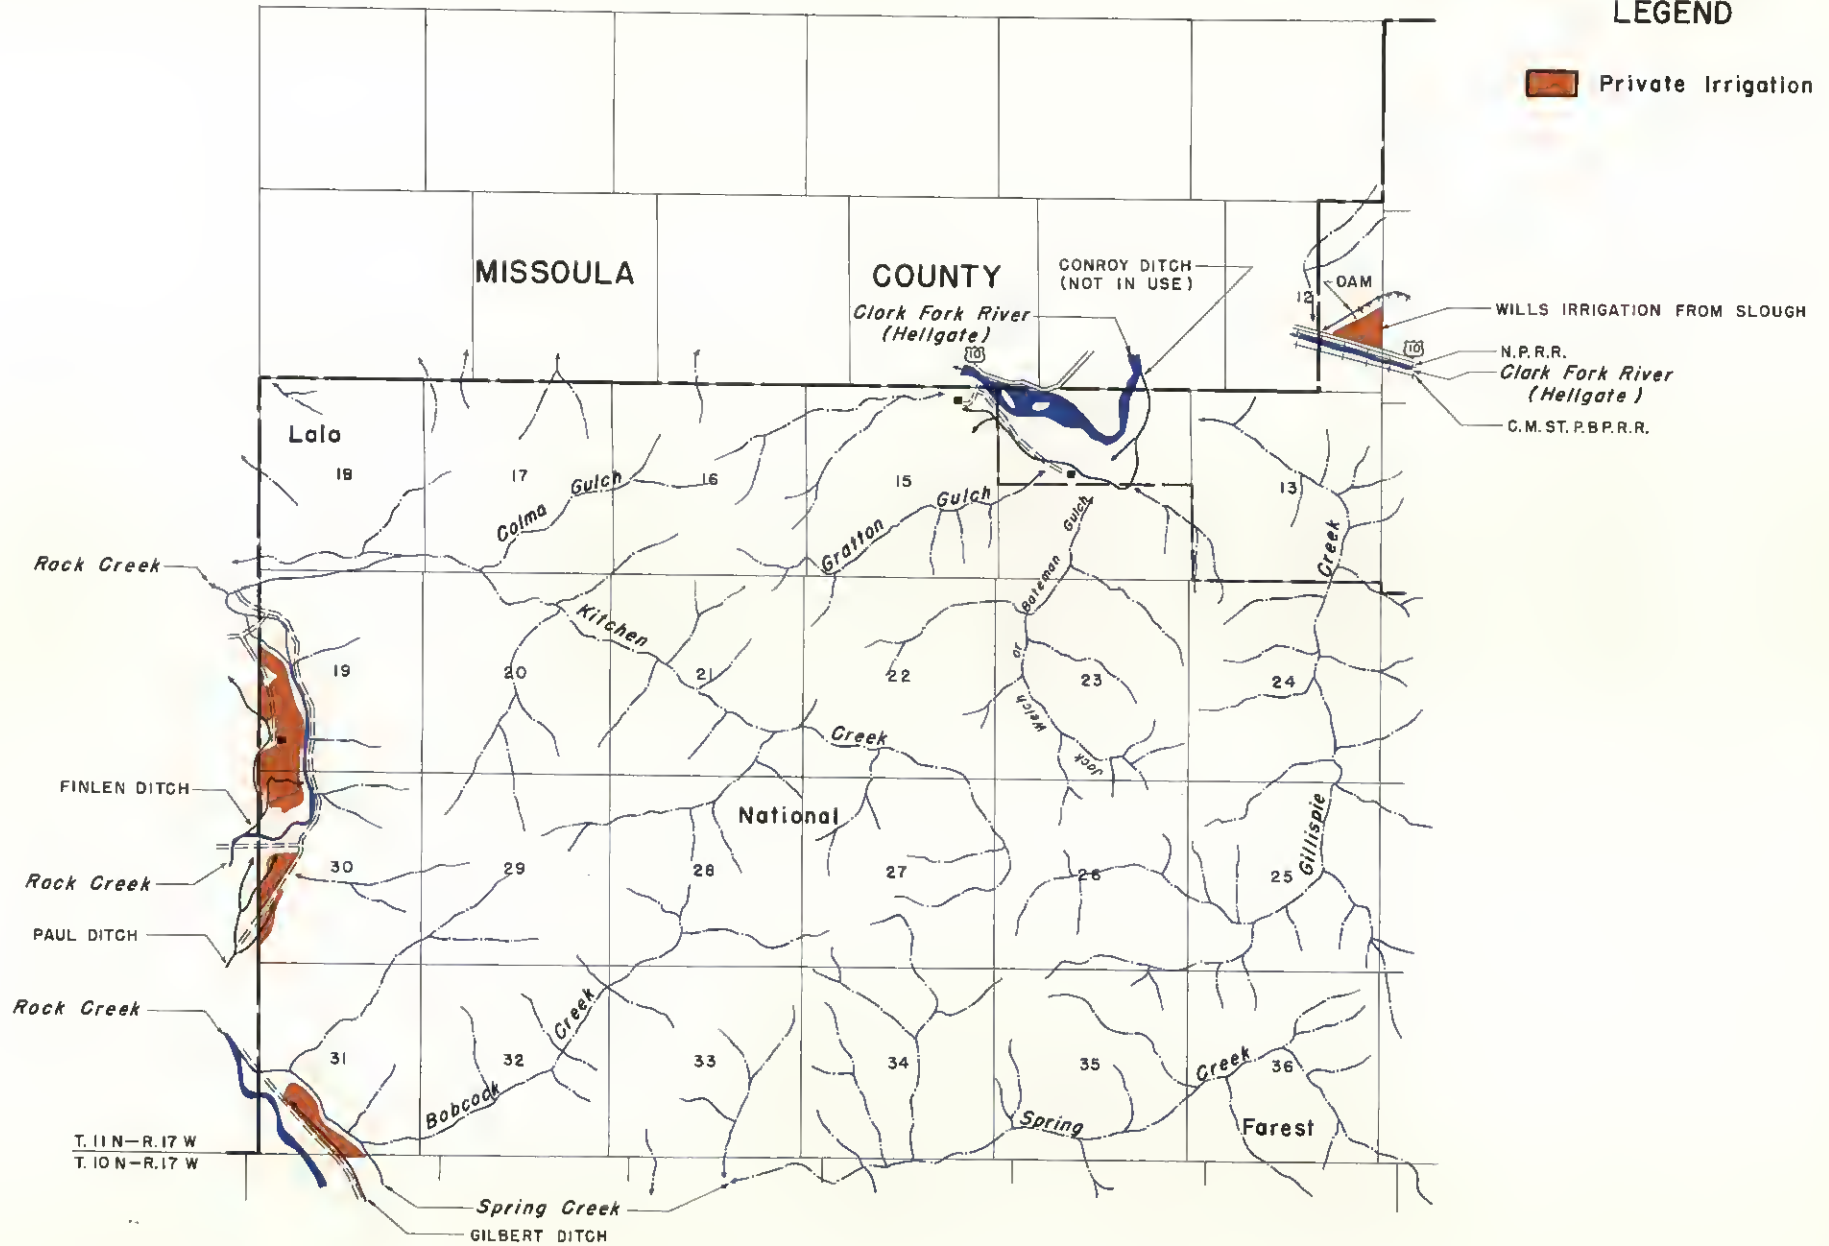 LEGEND
Private Irrigation
MISSOULA COUNTY
CONROY DITCH
(NOT IN USE)
Clark Fork River
(Hellgate)
10
12
DAM
WILLS IRRIGATION FROM SLOUGH
10
N.P.R.R.
Clark Fork River
(Hellgate)
C.M.ST.P.&P.R.R.
Lolo
18
17
Colma Gulch
16
15
Gratton Gulch
13
Rock Creek
Kitchen Creek
Welch or Bateman Gulch
Jack
Gillispie Creek
19
20
21
22
23
24
FINLEN DITCH
National
Rock Creek
30
29
28
27
26
25
PAUL DITCH
Rock Creek
31
32
33
34
35
36
Babcock Creek
Spring Creek
Forest
T. 11 N–R. 17 W
T. 10 N–R. 17 W
Spring Creek
GILBERT DITCH